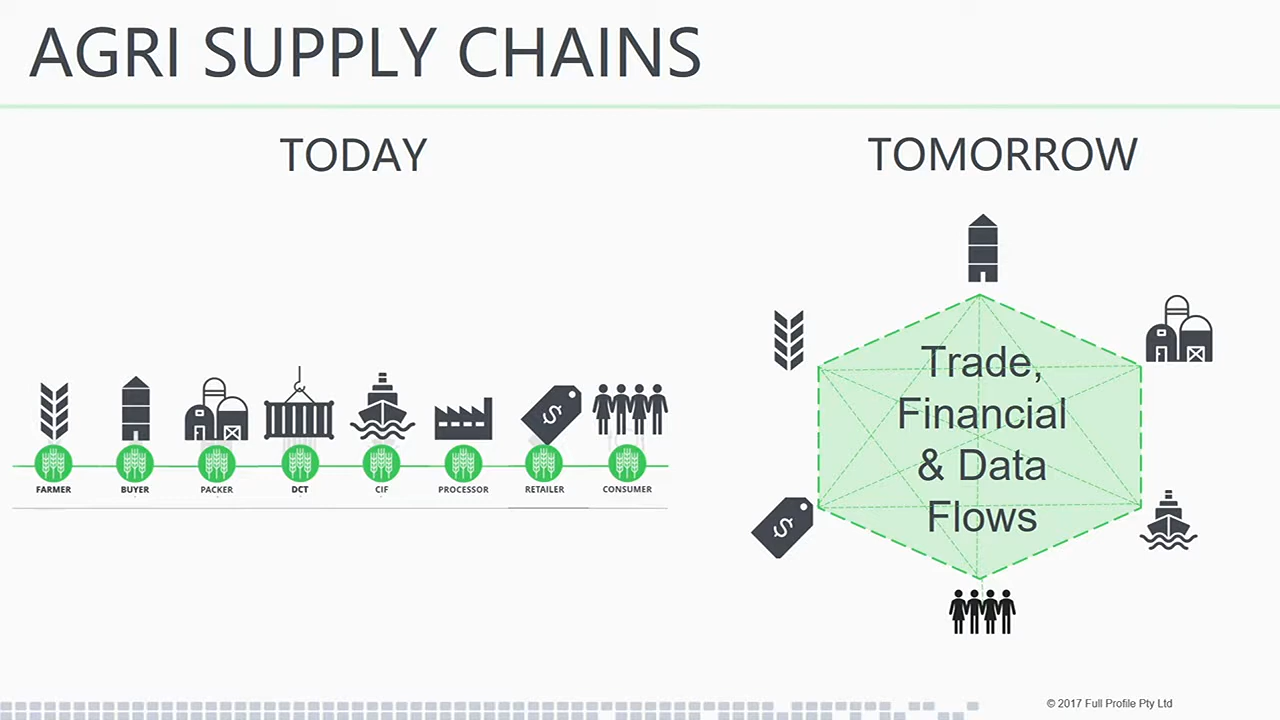 AGRI SUPPLY CHAINS
TODAY
TOMORROW
Trade,
Financial
& Data
Flows
FARMER BUYER PACKER DCT CIF PROCESSOR RETAILER CONSUMER
© 2017 Full Profile Pty Ltd